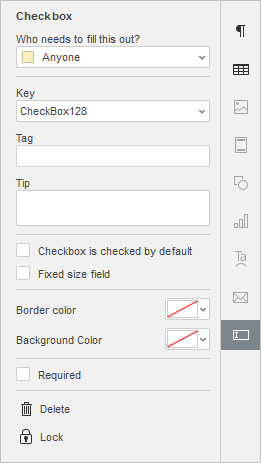 Checkbox
Who needs to fill this out?
Anyone
Key
CheckBox128
Tag
Tip
Checkbox is checked by default
Fixed size field
Border color
Background Color
Required
Delete
Lock
¶
Ta